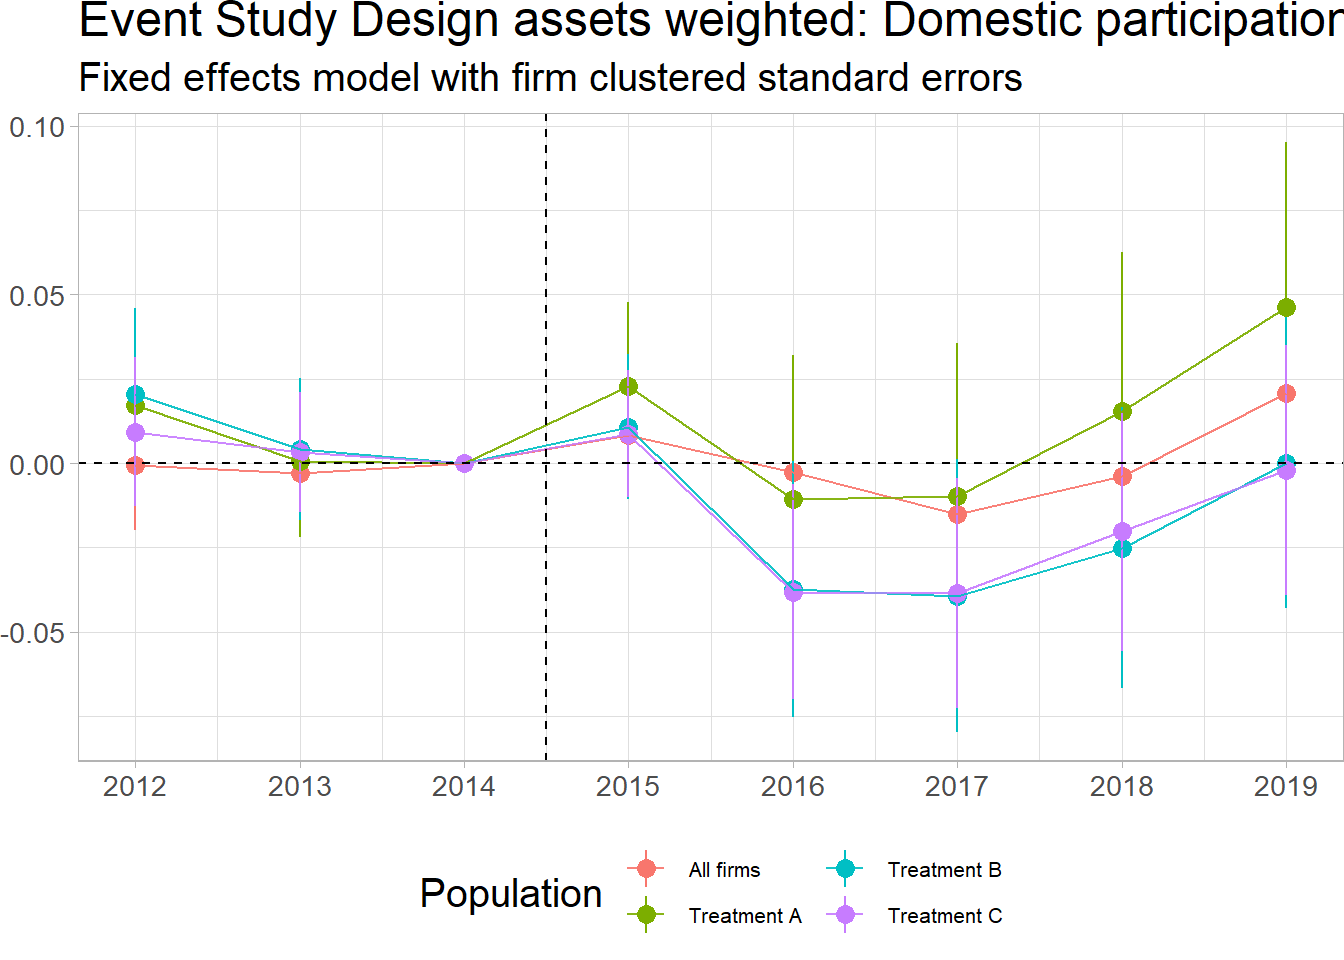 Event Study Design assets weighted: Domestic participation
Fixed effects model with firm clustered standard errors
0.10
0.05
0.00
-0.05
2012 2013 2014 2015 2016 2017 2018 2019
Population
All firms
Treatment A
Treatment B
Treatment C